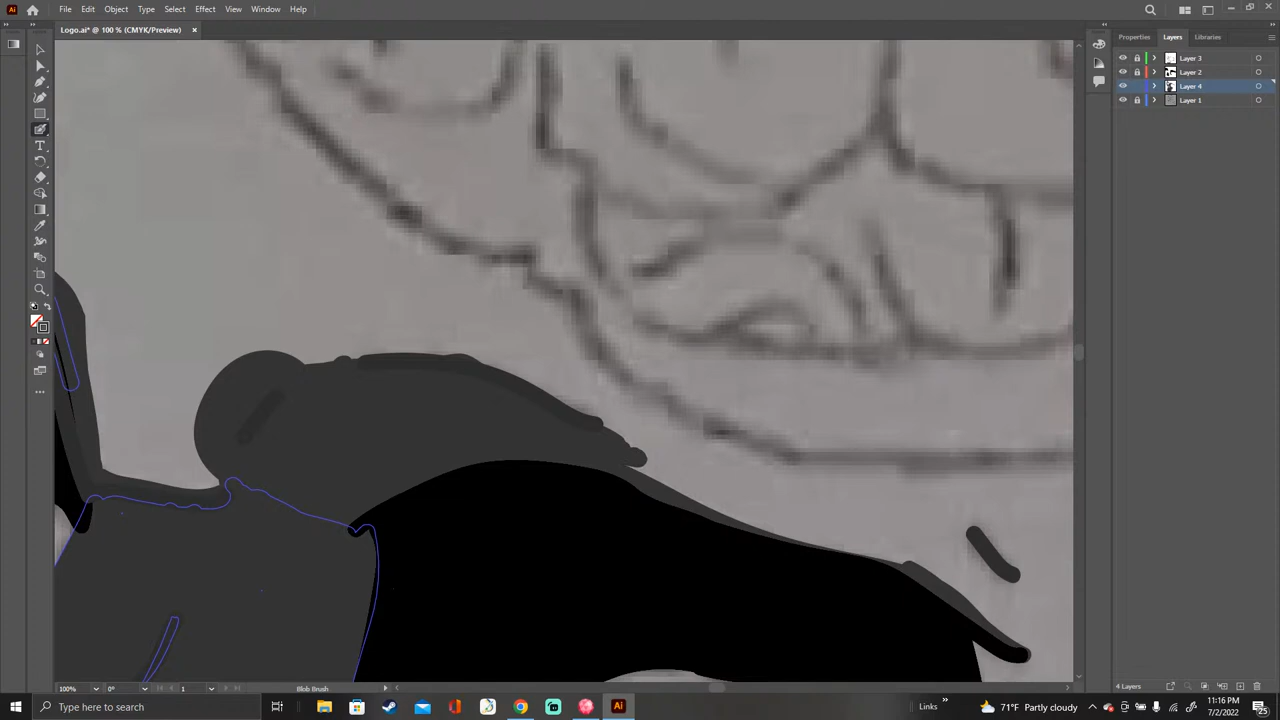 File Edit Object Type Select Effect View Window Help
Logo.ai* @ 100 % (CMYK/Preview)
Properties Layers Libraries
Layer 3
Layer 2
Layer 4
Layer 1
4 Layers
100% 0° 1 Blob Brush
Type here to search
Links
71°F Partly cloudy
11:16 PM
7/2/2022